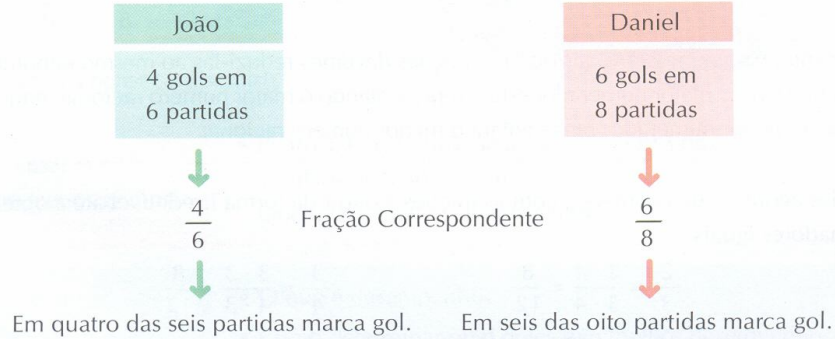 João
4 gols em
6 partidas
4
6
Em quatro das seis partidas marca gol.
Fração Correspondente
Daniel
6 gols em
8 partidas
6
8
Em seis das oito partidas marca gol.